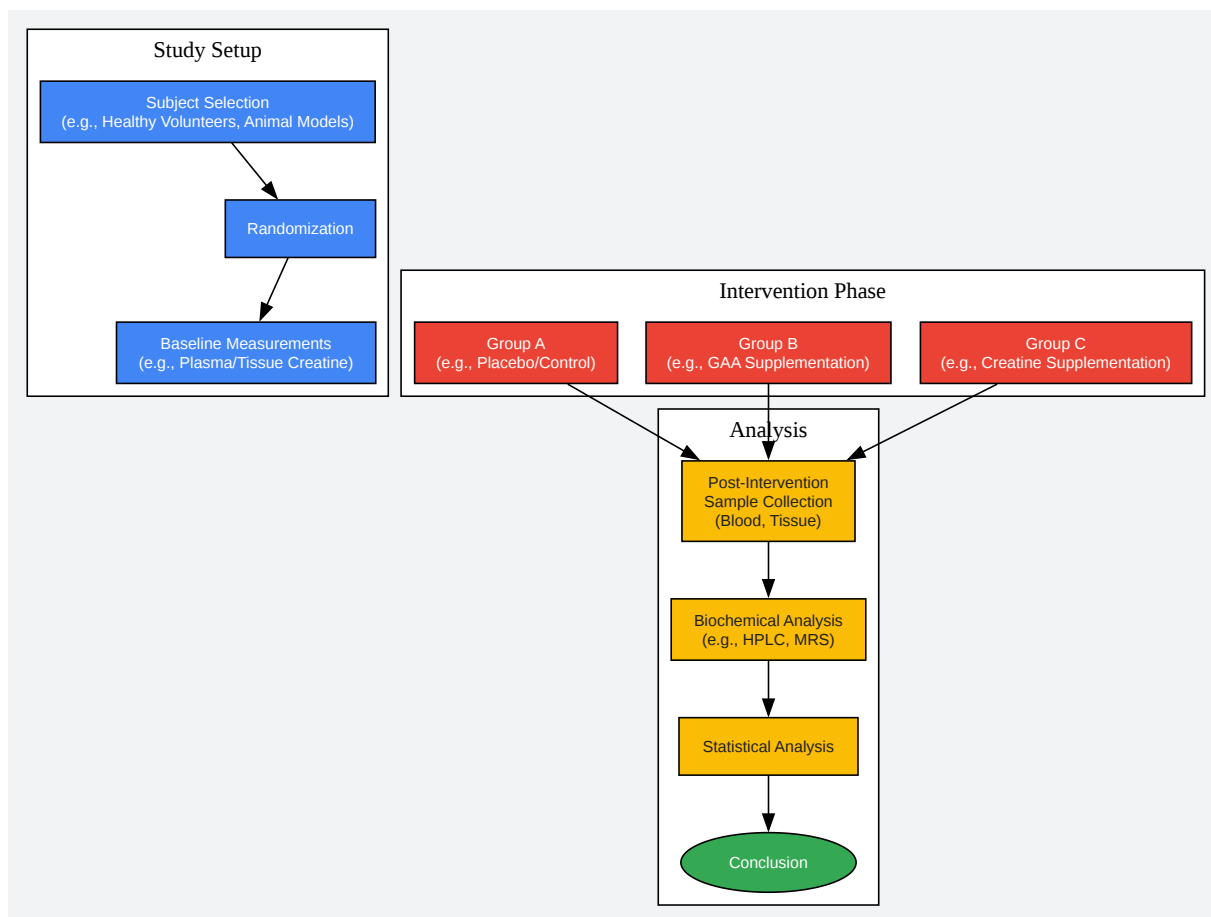 Study Setup
Subject Selection
(e.g., Healthy Volunteers, Animal Models)
Randomization
Baseline Measurements
(e.g., Plasma/Tissue Creatine)
Intervention Phase
Group A
(e.g., Placebo/Control)
Group B
(e.g., GAA Supplementation)
Group C
(e.g., Creatine Supplementation)
Analysis
Post-Intervention
Sample Collection
(Blood, Tissue)
Biochemical Analysis
(e.g., HPLC, MRS)
Statistical Analysis
Conclusion